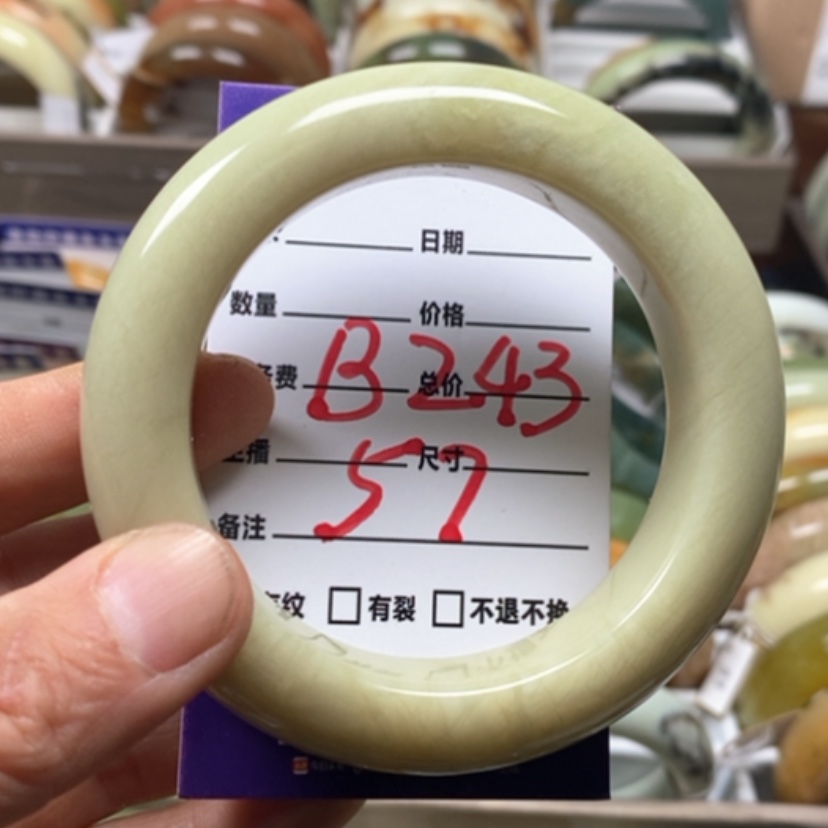 日期
数量 价格
费 总价
B243
播 尺寸
57
备注
纹 □ 有裂 □ 不退不换